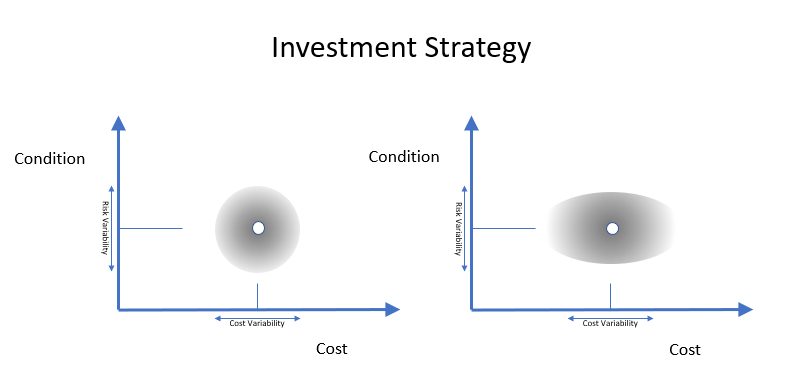 Investment Strategy
Condition
Risk Variability
Cost Variability
Cost
Condition
Risk Variability
Cost Variability
Cost